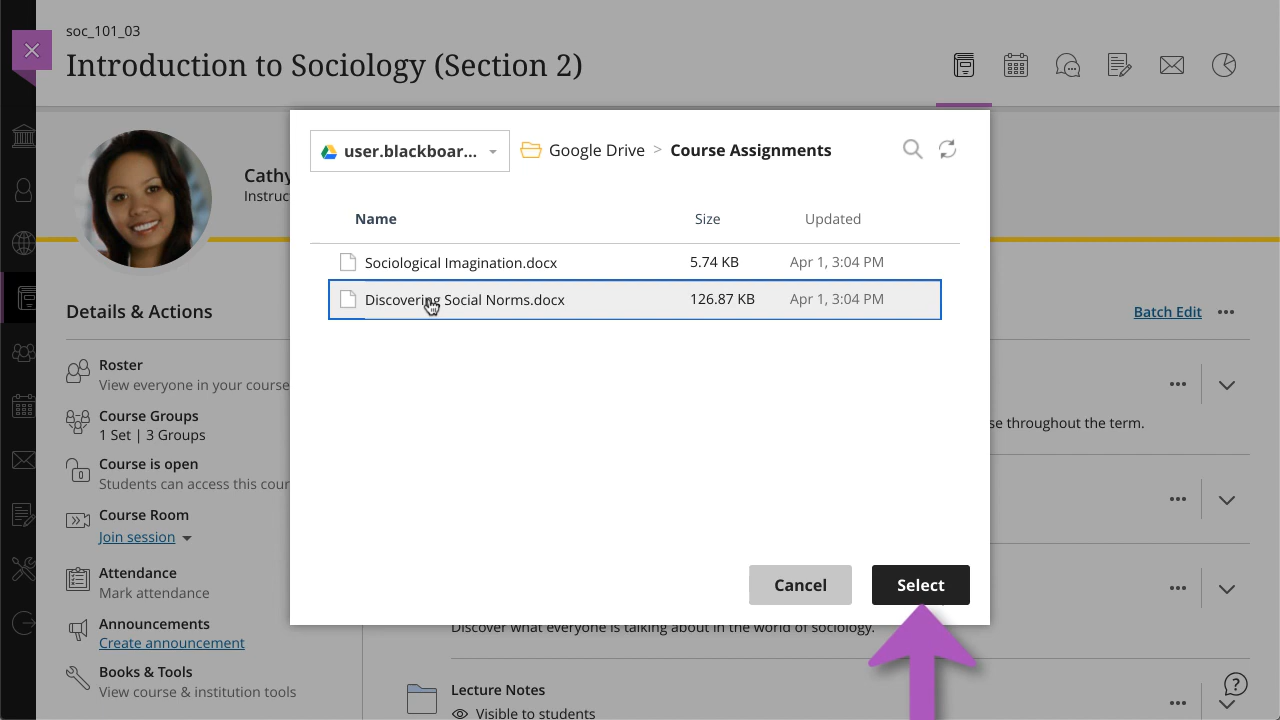 soc_101_03
Introduction to Sociology (Section 2)
user.blackboar...
Google Drive > Course Assignments
Name Size Updated
Sociological Imagination.docx 5.74 KB Apr 1, 3:04 PM
Discovering Social Norms.docx 126.87 KB Apr 1, 3:04 PM
Cancel Select
Cathy
Instruc
Details & Actions
Batch Edit
Roster
View everyone in your course
Course Groups
1 Set | 3 Groups
se throughout the term.
Course is open
Students can access this cour
Course Room
Join session
Attendance
Mark attendance
Announcements
Create announcement
Books & Tools
View course & institution tools
Discover what everyone is talking about in the world of sociology.
Lecture Notes
Visible to students